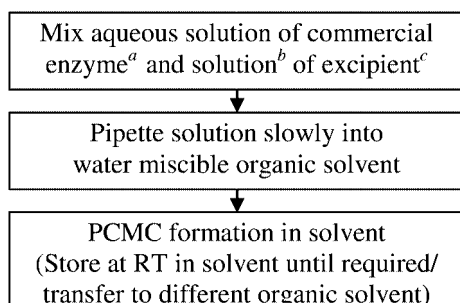 Mix aqueous solution of commercial
enzymeᵃ and solutionᵇ of excipientᶜ
Pipette solution slowly into
water miscible organic solvent
PCMC formation in solvent
(Store at RT in solvent until required/
transfer to different organic solvent)